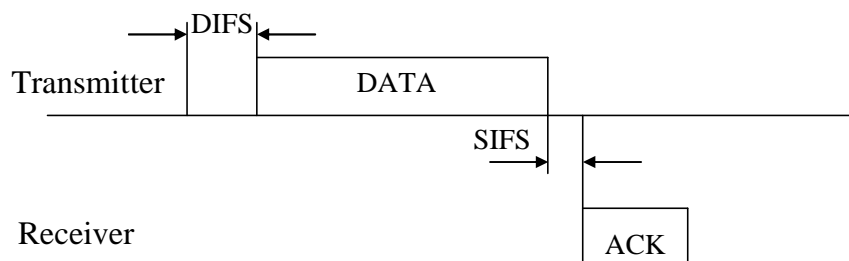 DIFS
Transmitter
DATA
SIFS
Receiver
ACK